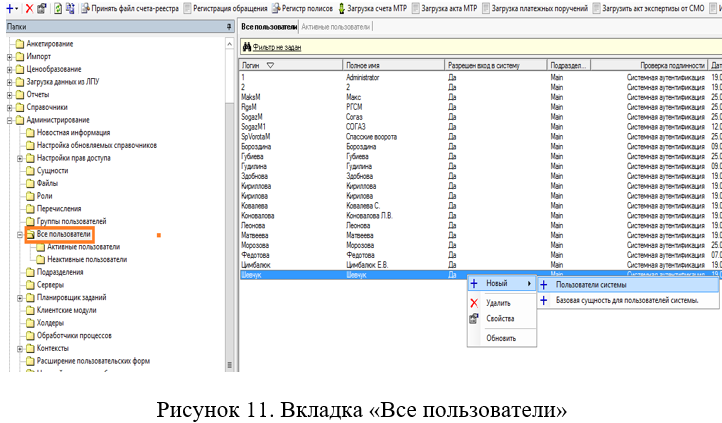 Принять файл счета-реестра Регистрация обращения Регистр полисов Загрузка счета МТР Загрузка акта МТР Загрузка платежных поручений Загрузить акт экспертизы от СМО
Папки
Анкетирование
Импорт
Ценообразование
Загрузка данных из ЛПУ
Отчеты
Справочники
Администрирование
Новостная информация
Настройка обновляемых справочников
Настройки прав доступа
Сущности
Файлы
Роли
Перечисления
Группы пользователей
Все пользователи
Активные пользователи
Неактивные пользователи
Подразделения
Серверы
Планировщик заданий
Клиентские модули
Холдеры
Обработчики процессов
Контексты
Расширение пользовательских форм
Все пользователи Активные пользователи
Фильтр не задан
Логин Полное имя Разрешен вход в систему Подраздел... Проверка подлинности Дат
1 Administrator Да Main Системная аутентификация 19.0
2 2 Да Main Системная аутентификация 19.0
MaksM Макс Да Main Системная аутентификация 25.0
RgsM РГСМ Да Main Системная аутентификация 25.0
SogazM Согаз Да Main Системная аутентификация 25.0
SogazM1 СОГАЗ Да Main Системная аутентификация 12.0
SpVorotaM Спасские ворота Да Main Системная аутентификация 25.0
Бороздина Бороздина Да Main Системная аутентификация 09.0
Губиева Губиева Да Main Системная аутентификация 25.0
Гудилина Гудилина Да Main Системная аутентификация 09.0
Здобнова Здобнова Да Main Системная аутентификация 19.0
Кириллова Кириллова Да Main Системная аутентификация 19.0
Кирилова Кирилова Да Main Системная аутентификация 19.0
Ковалева Ковалева С. Да Main Системная аутентификация 19.0
Коновалова Коновалова Л.В. Да Main Системная аутентификация 19.0
Леонова Леонова Да Main Системная аутентификация 19.0
Матвеева Матвеева Да Main Системная аутентификация 19.0
Морозова Морозова Да Main Системная аутентификация 25.0
Федотова Федотова Да Main Системная аутентификация 07.0
Цимбалюк Цимбалюк Е.В. Да Main Системная аутентификация 19.0
Шевчук Шевчук Да Main Системная аутентификация 19.0
Новый
Удалить
Свойства
Обновить
Пользователи системы
Базовая сущность для пользователей системы.
Рисунок 11. Вкладка «Все пользователи»